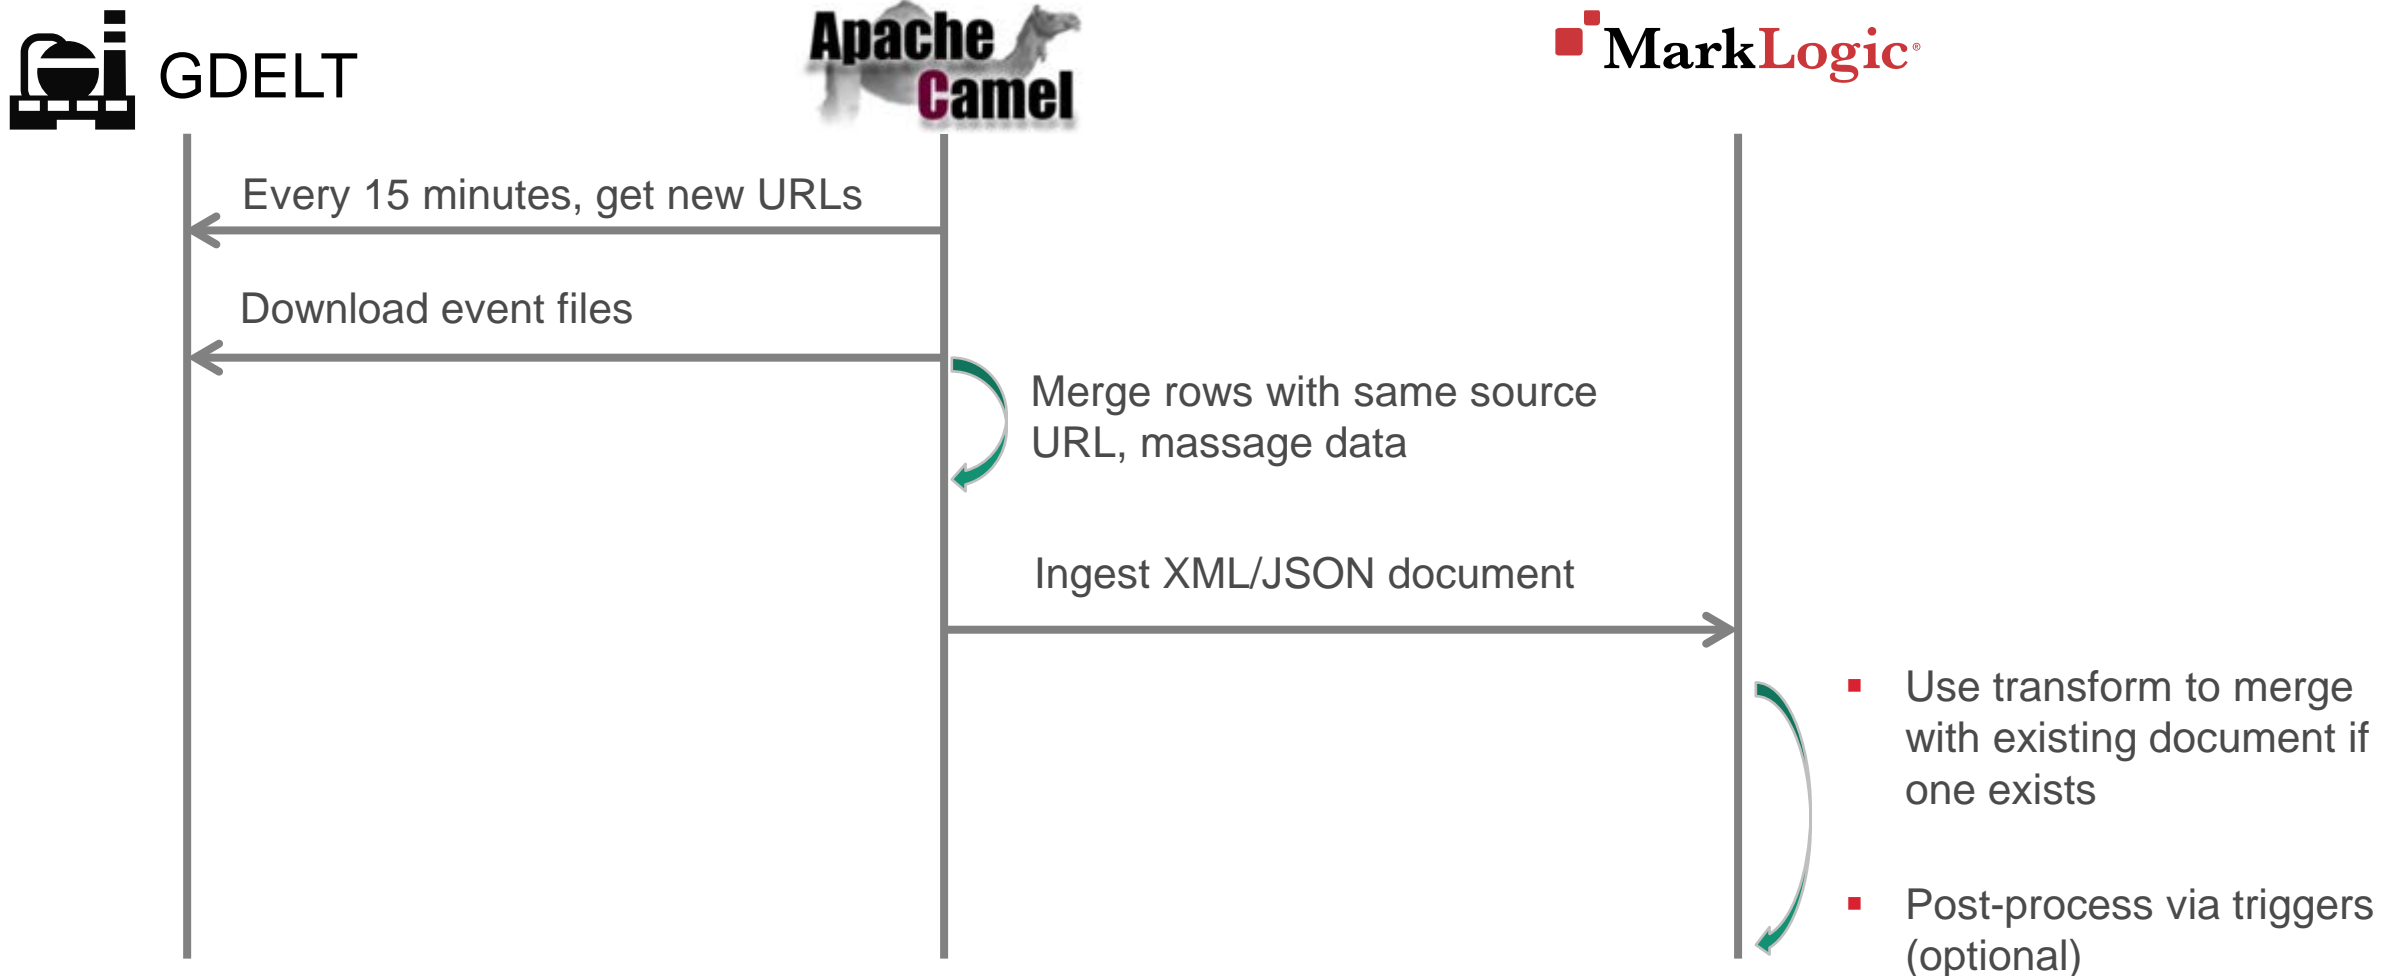 GDELT
Apache
Camel
MarkLogic®
Every 15 minutes, get new URLs
Download event files
Merge rows with same source
URL, massage data
Ingest XML/JSON document
▪ Use transform to merge
with existing document if
one exists
▪ Post-process via triggers
(optional)